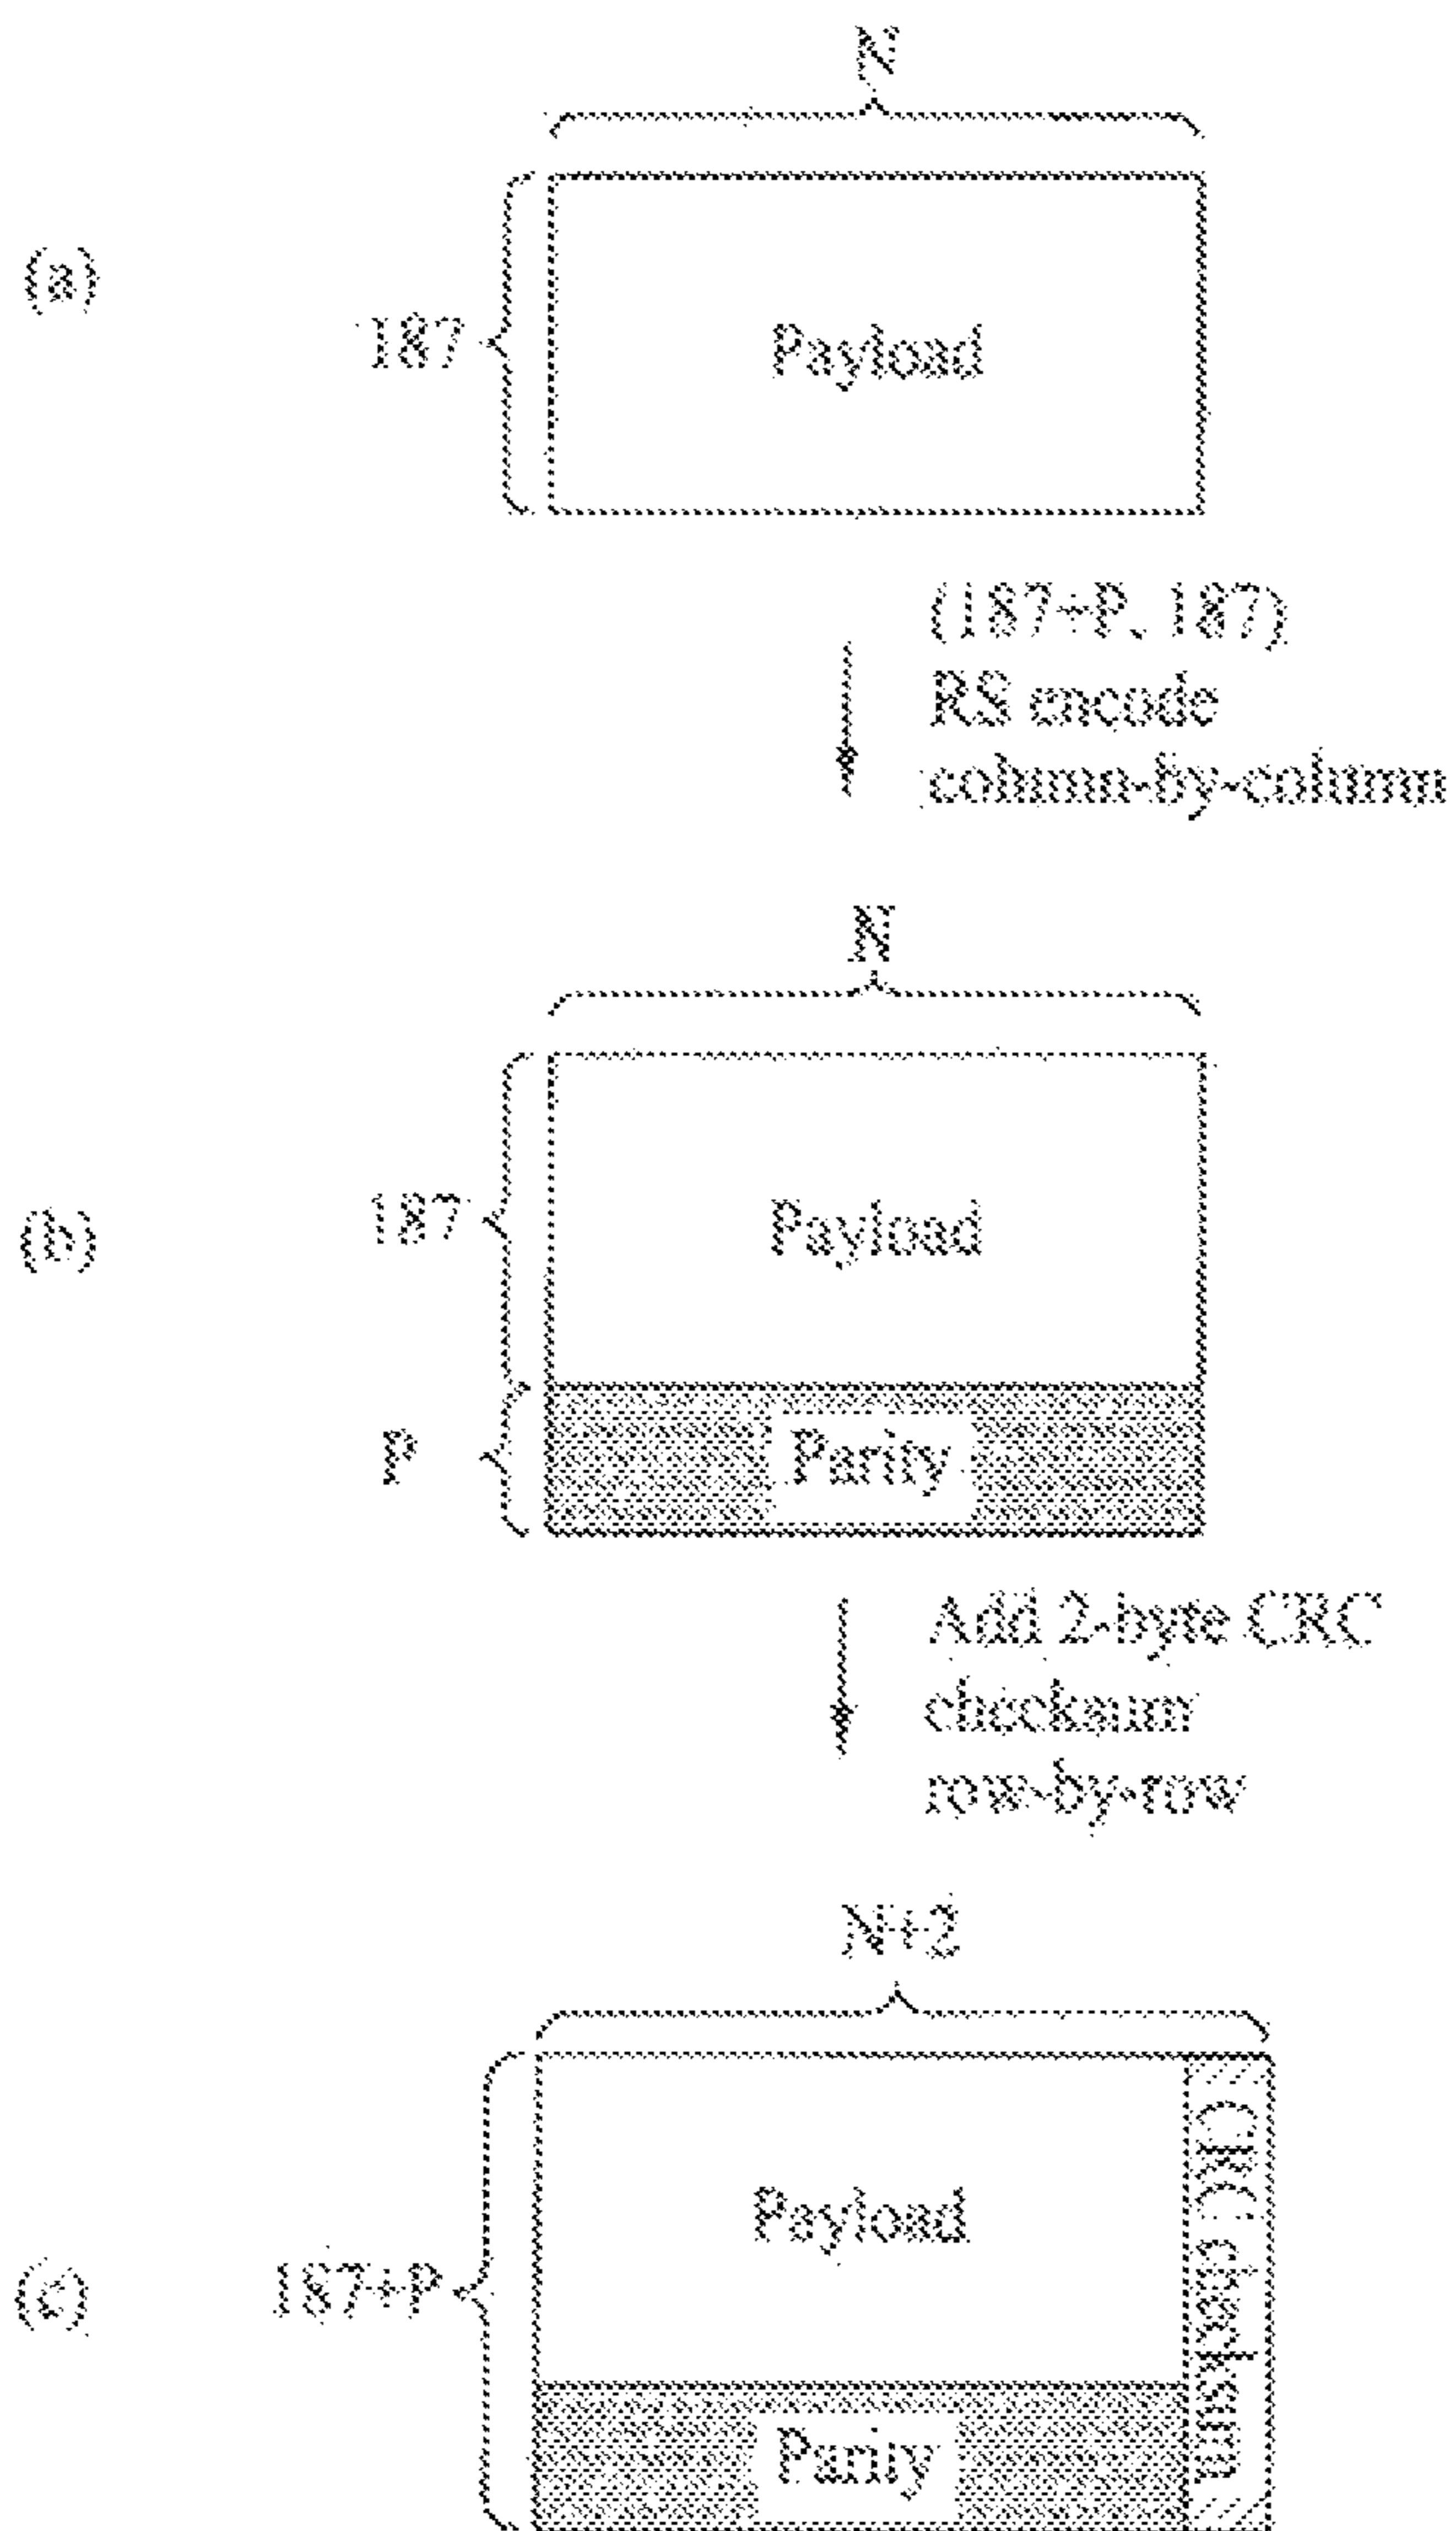 N
(a)
187
Payload
(187+P, 187)
RS encode
column-by-column
N
187
Payload
(b)
P
Parity
Add 2-byte CRC
checksum
row-by-row
N+2
Payload
CRC checksum
(c)
187+P
Parity